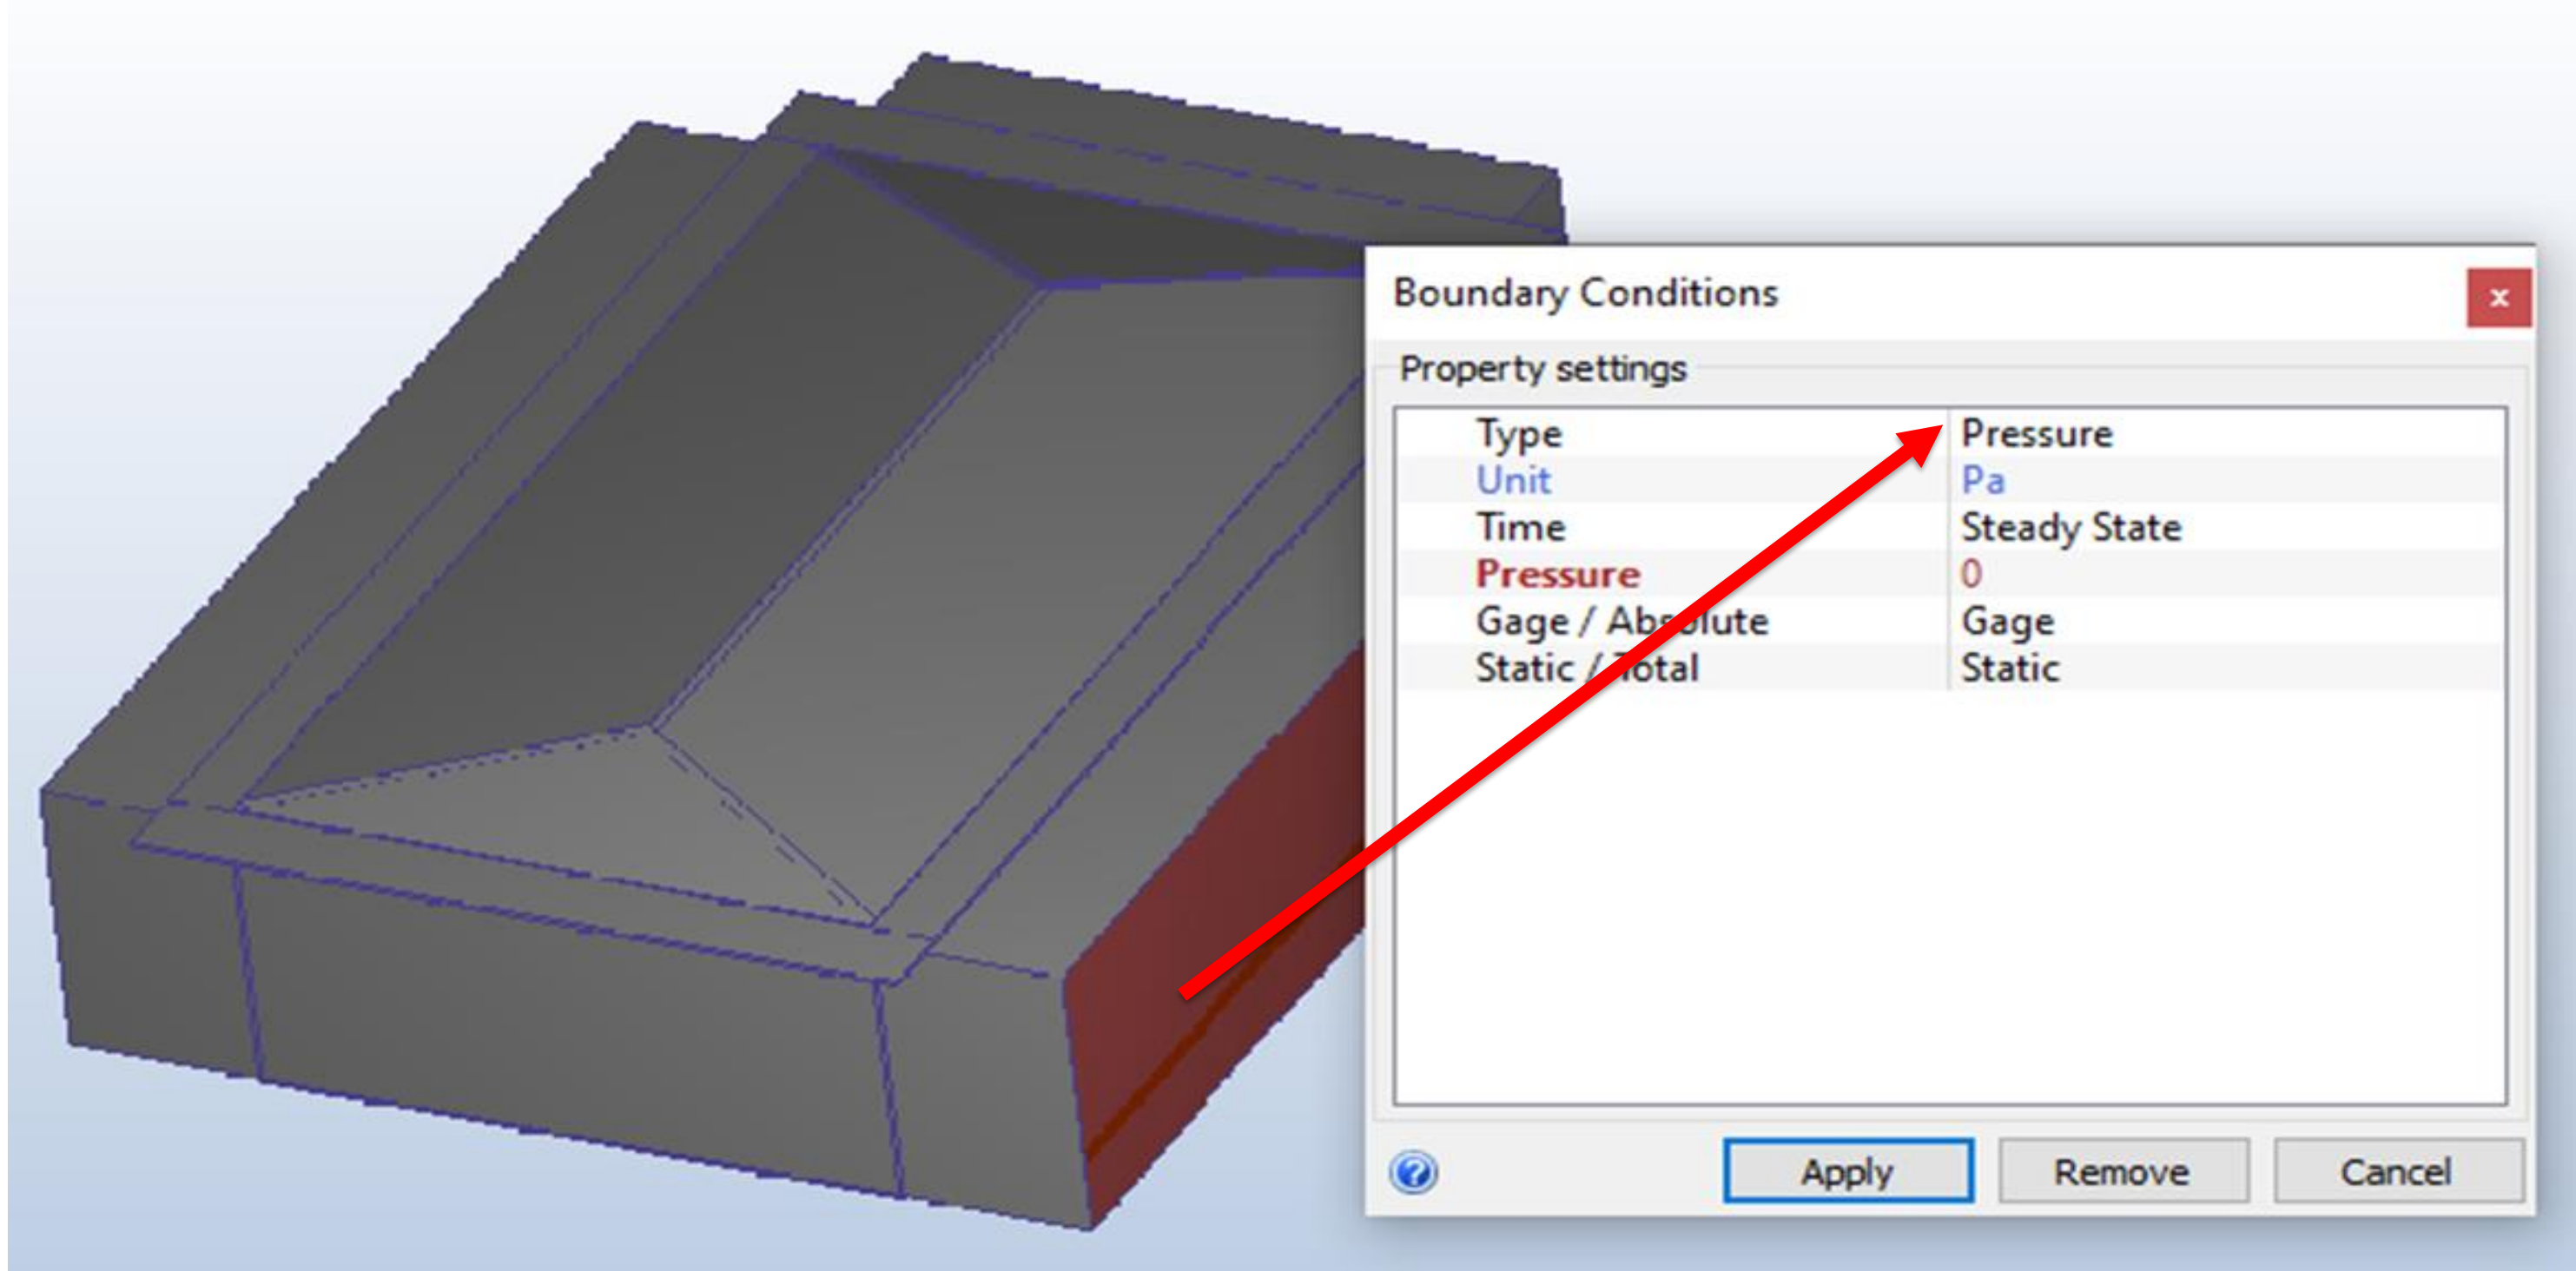 Boundary Conditions
x
Property settings
Type Pressure
Unit Pa
Time Steady State
Pressure 0
Gage / Absolute Gage
Static / Total Static
?
Apply Remove Cancel